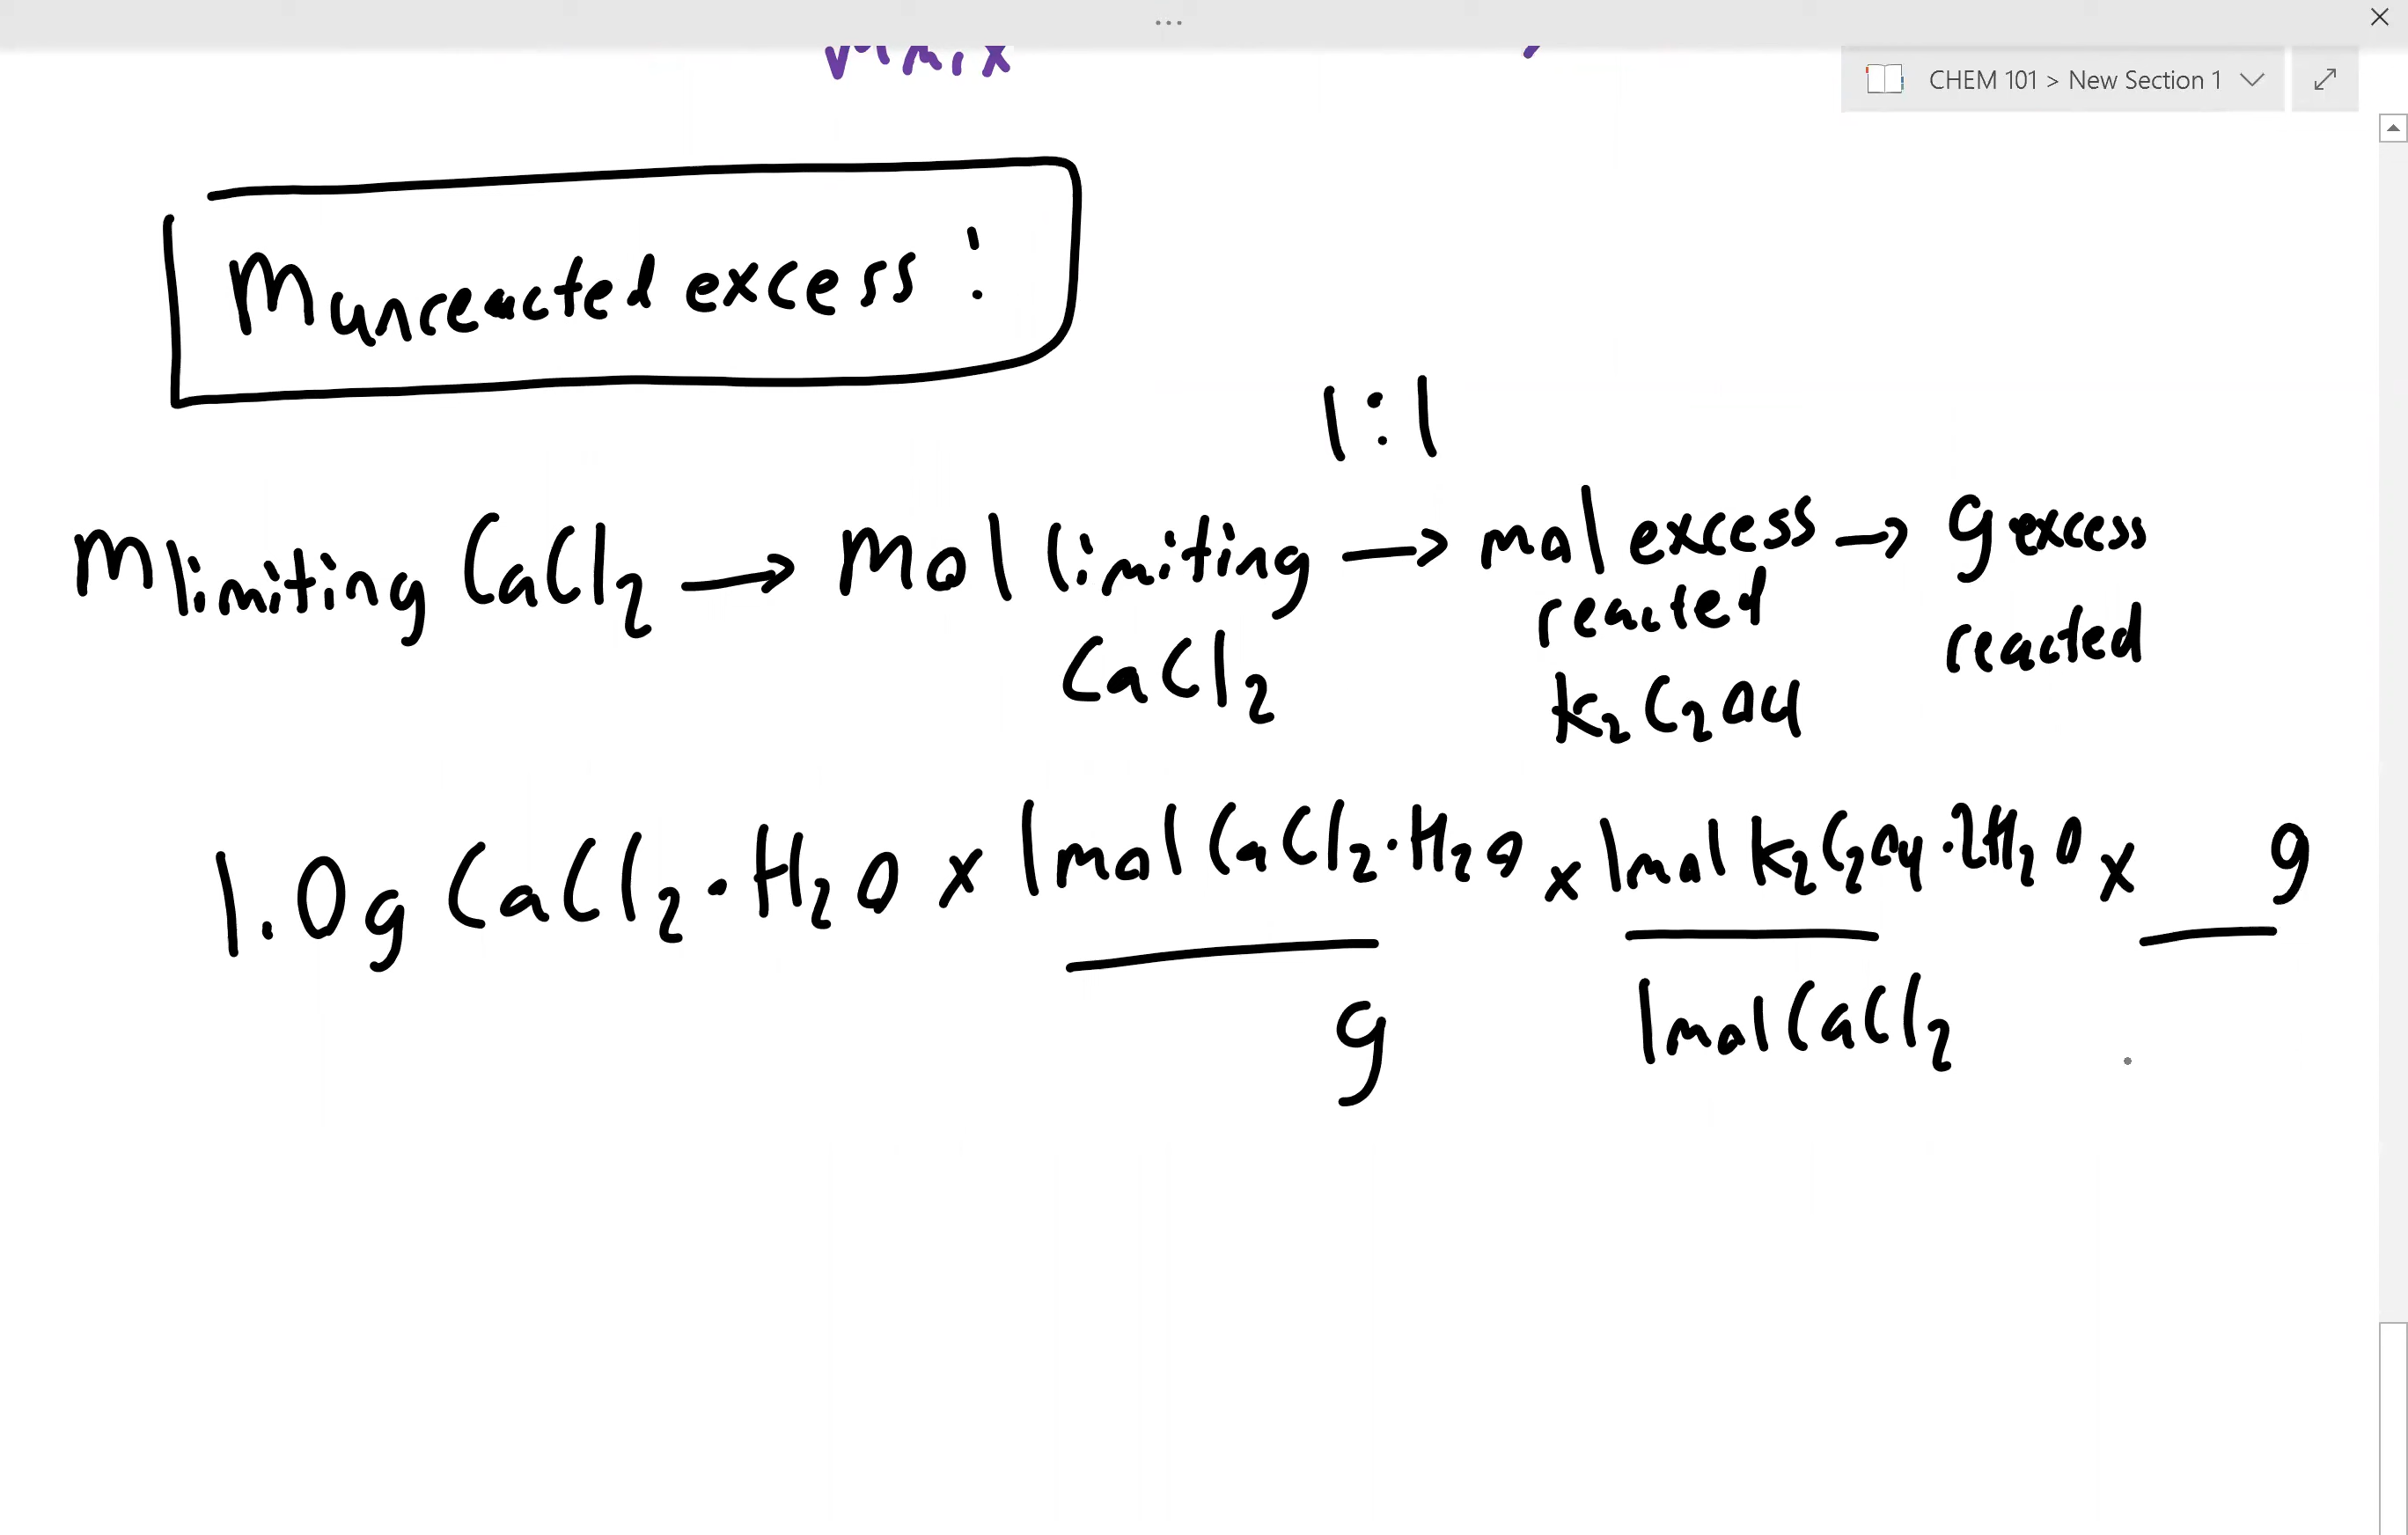 CHEM 101 > New Section 1
Munreacted excess:
1:1
Mlimiting CaCl2 → Mol limiting → mol excess → g excess
CaCl2 reacted reacted
K2C2O4
1.0g CaCl2·H2O x 1mol CaCl2·H2O x 1mol K2C2O4·2H2O x g
g 1mol CaCl2